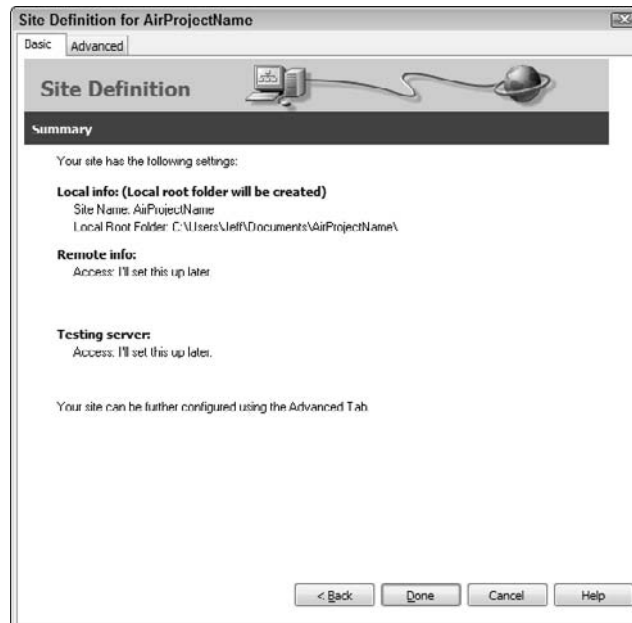 Site Definition for AirProjectName
Basic
Advanced
Site Definition
Summary
Your site has the following settings:
Local info: (Local root folder will be created)
Site Name: AirProjectName
Local Root Folder: C:\Users\Jeff\Documents\AirProjectName\
Remote info:
Access: I'll set this up later.
Testing server:
Access: I'll set this up later.
Your site can be further configured using the Advanced Tab.
< Back
Done
Cancel
Help